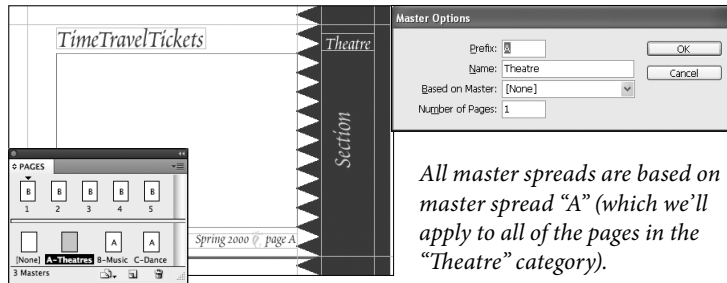 TimeTravelTickets
Theatre
Section
Spring 2000 page A
PAGES
B B B B B
1 2 3 4 5
A A
[None] A-Theatres B-Music C-Dance
3 Masters
Master Options
Prefix: A
Name: Theatre
Based on Master: [None]
Number of Pages: 1
OK
Cancel
All master spreads are based on
master spread “A” (which we’ll
apply to all of the pages in the
“Theatre” category).